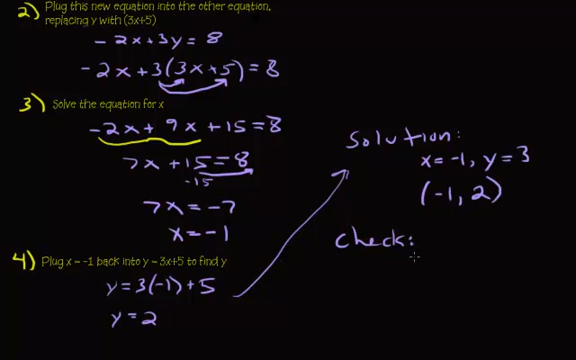 2) Plug this new equation into the other equation,
replacing y with (3x+5)
-2x+3y=8
-2x+3(3x+5)=8
3) Solve the equation for x
-2x+9x+15=8
7x+15=8
-15
7x=-7
x=-1
4) Plug x = -1 back into y = 3x+5 to find y
y=3(-1)+5
y=2
Solution:
x=-1, y=3
(-1, 2)
Check: